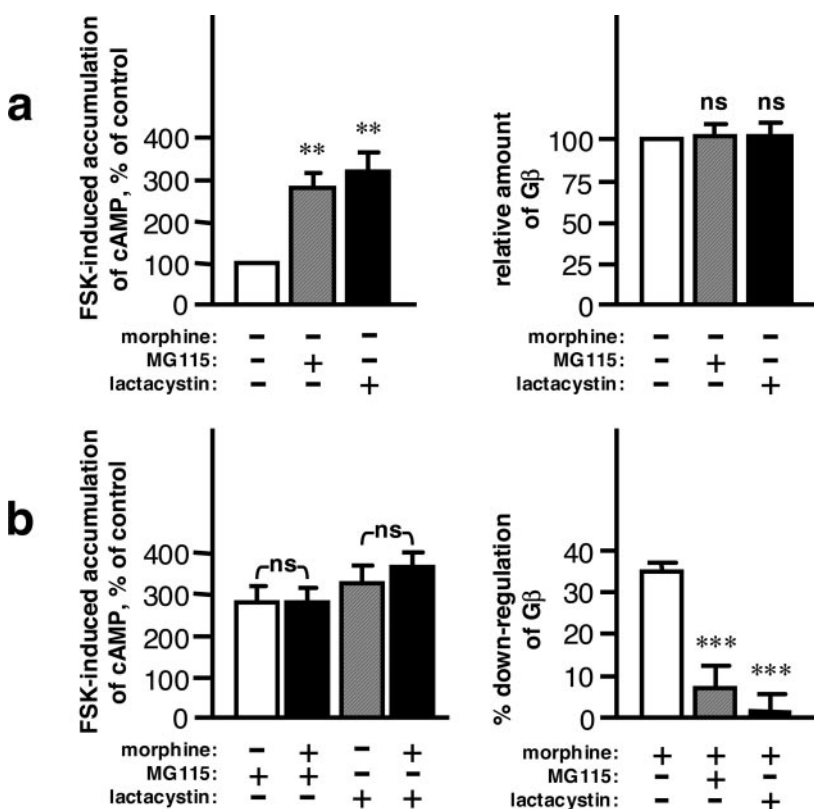 a
FSK-induced accumulation
of cAMP, % of control
400
300
200
100
0
** **
morphine: – – –
MG115: – + –
lactacystin: – – +
relative amount
of Gβ
100
75
50
25
0
ns ns
morphine: – – –
MG115: – + –
lactacystin: – – +
b
FSK-induced accumulation
of cAMP, % of control
400
300
200
100
0
ns ns
morphine: – + – +
MG115: + + – –
lactacystin: – – + +
% down-regulation
of Gβ
40
30
20
10
0
*** ***
morphine: + + +
MG115: – + –
lactacystin: – – +